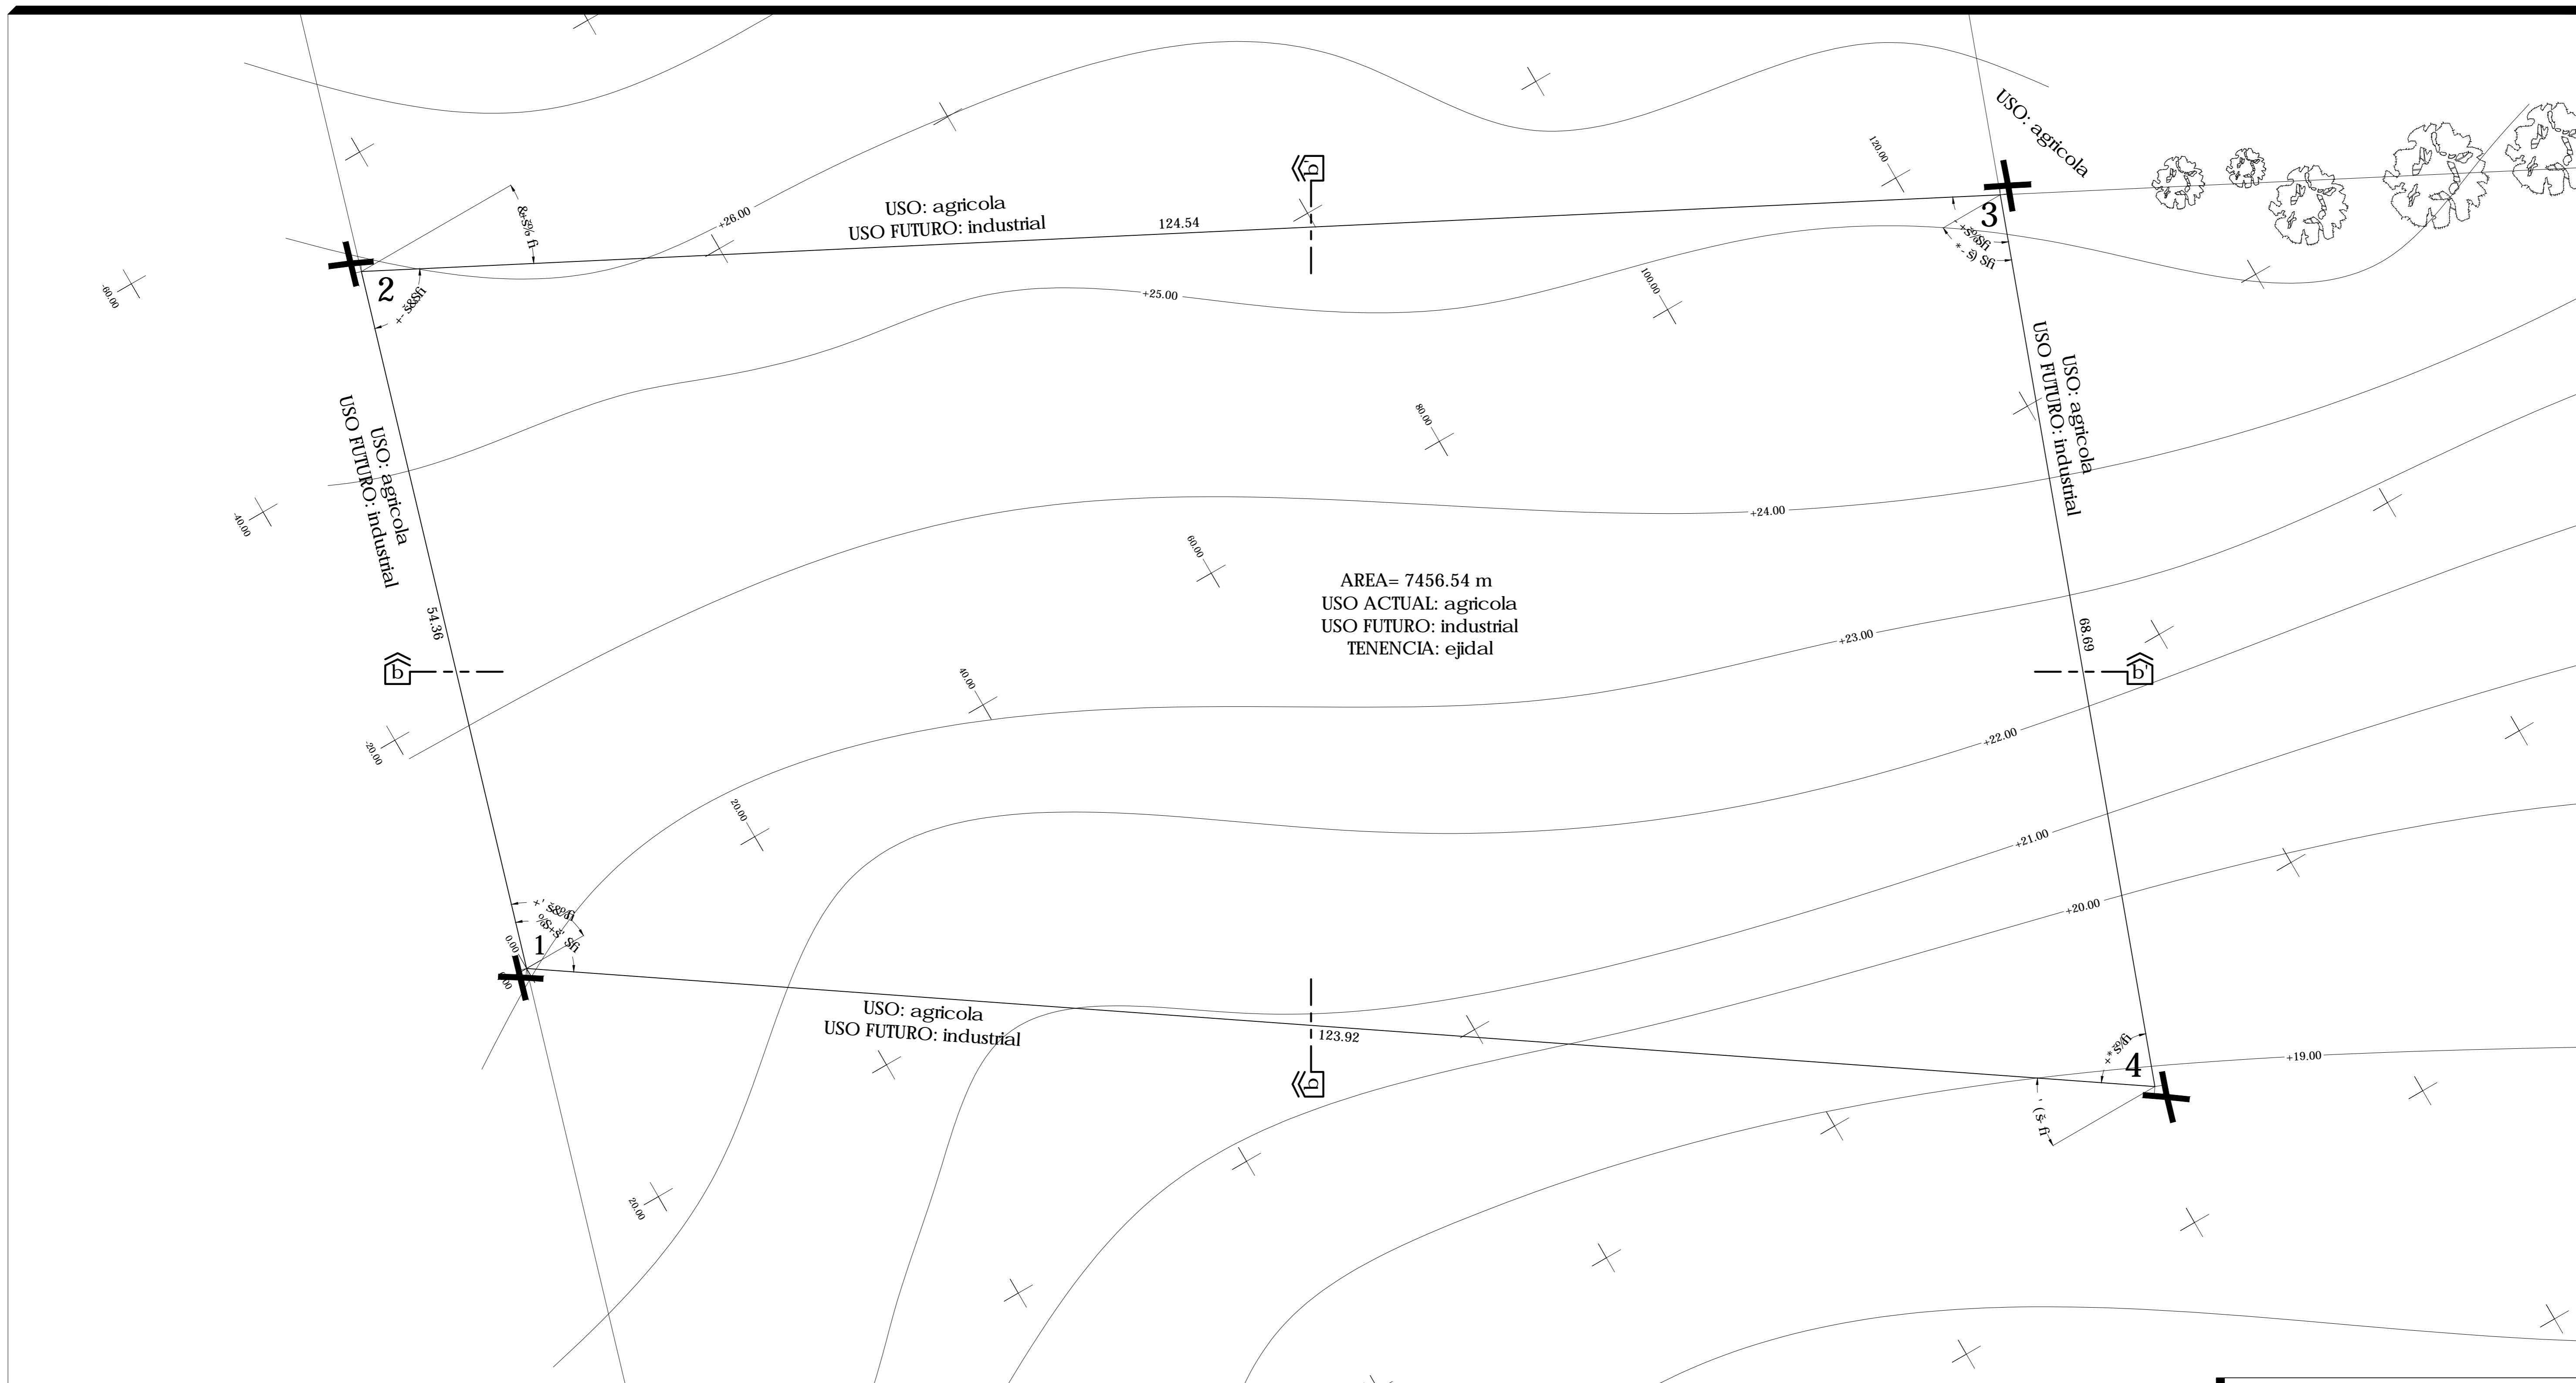 USO: agricola
120.00
b'
USO: agricola
USO FUTURO: industrial
124.54
+26.00
3
2
-60.00
+25.00
100.00
USO: agricola
USO FUTURO: industrial
USO: agricola
USO FUTURO: industrial
80.00
+24.00
-40.00
60.00
AREA= 7456.54 m
USO ACTUAL: agricola
USO FUTURO: industrial
TENENCIA: ejidal
54.36
68.69
+23.00
b
b'
40.00
+22.00
-20.00
20.00
+21.00
+20.00
1
0.00
USO: agricola
USO FUTURO: industrial
123.92
b
4
+19.00
20.00